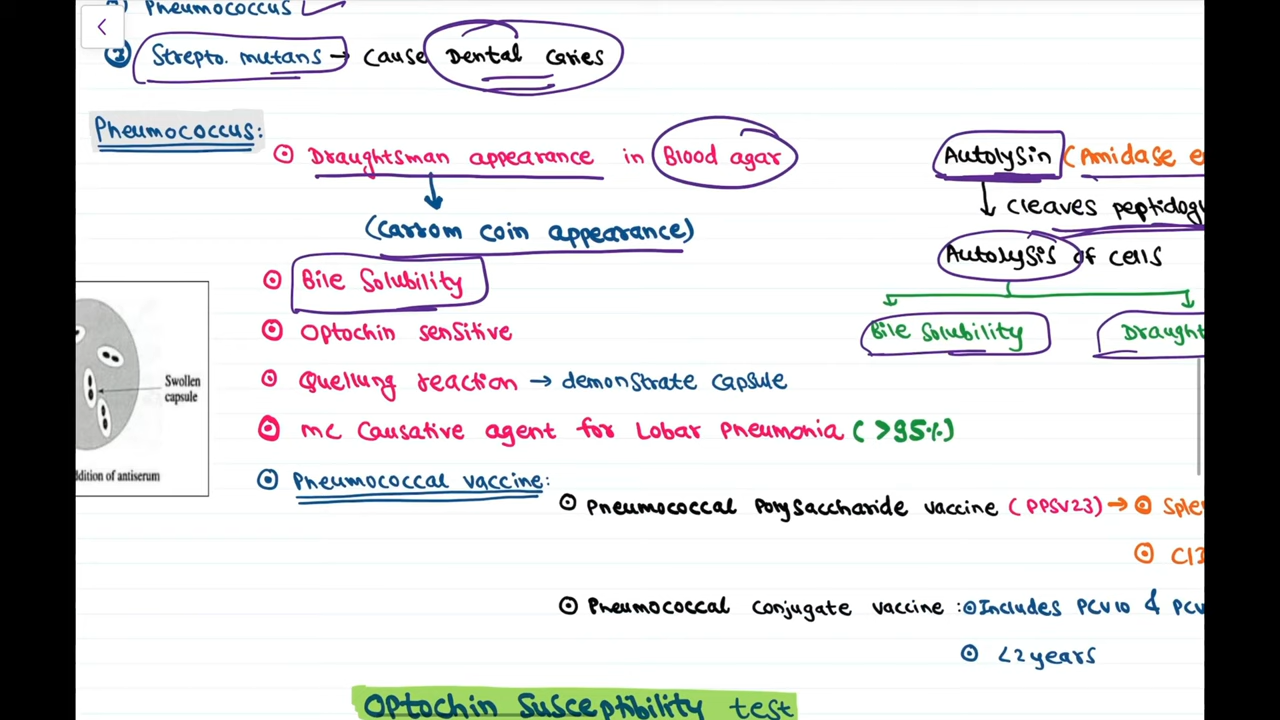 Pneumococcus
③ Strepto. mutans → cause Dental caries
Pneumococcus:
Draughtsman appearance in Blood agar
(carrom coin appearance)
Bile Solubility
Optochin sensitive
Quellung reaction → demonstrate capsule
mc causative agent for Lobar pneumonia (>95%)
Pneumococcal vaccine:
Pneumococcal Polysaccharide vaccine (PPSV23) →
Pneumococcal conjugate vaccine : Includes PCV10 &
<2 years
Autolysin (Amidase
↓ cleaves
Autolysis of cells
Bile Solubility
Swollen
capsule
of antiserum
Optochin Susceptibility test